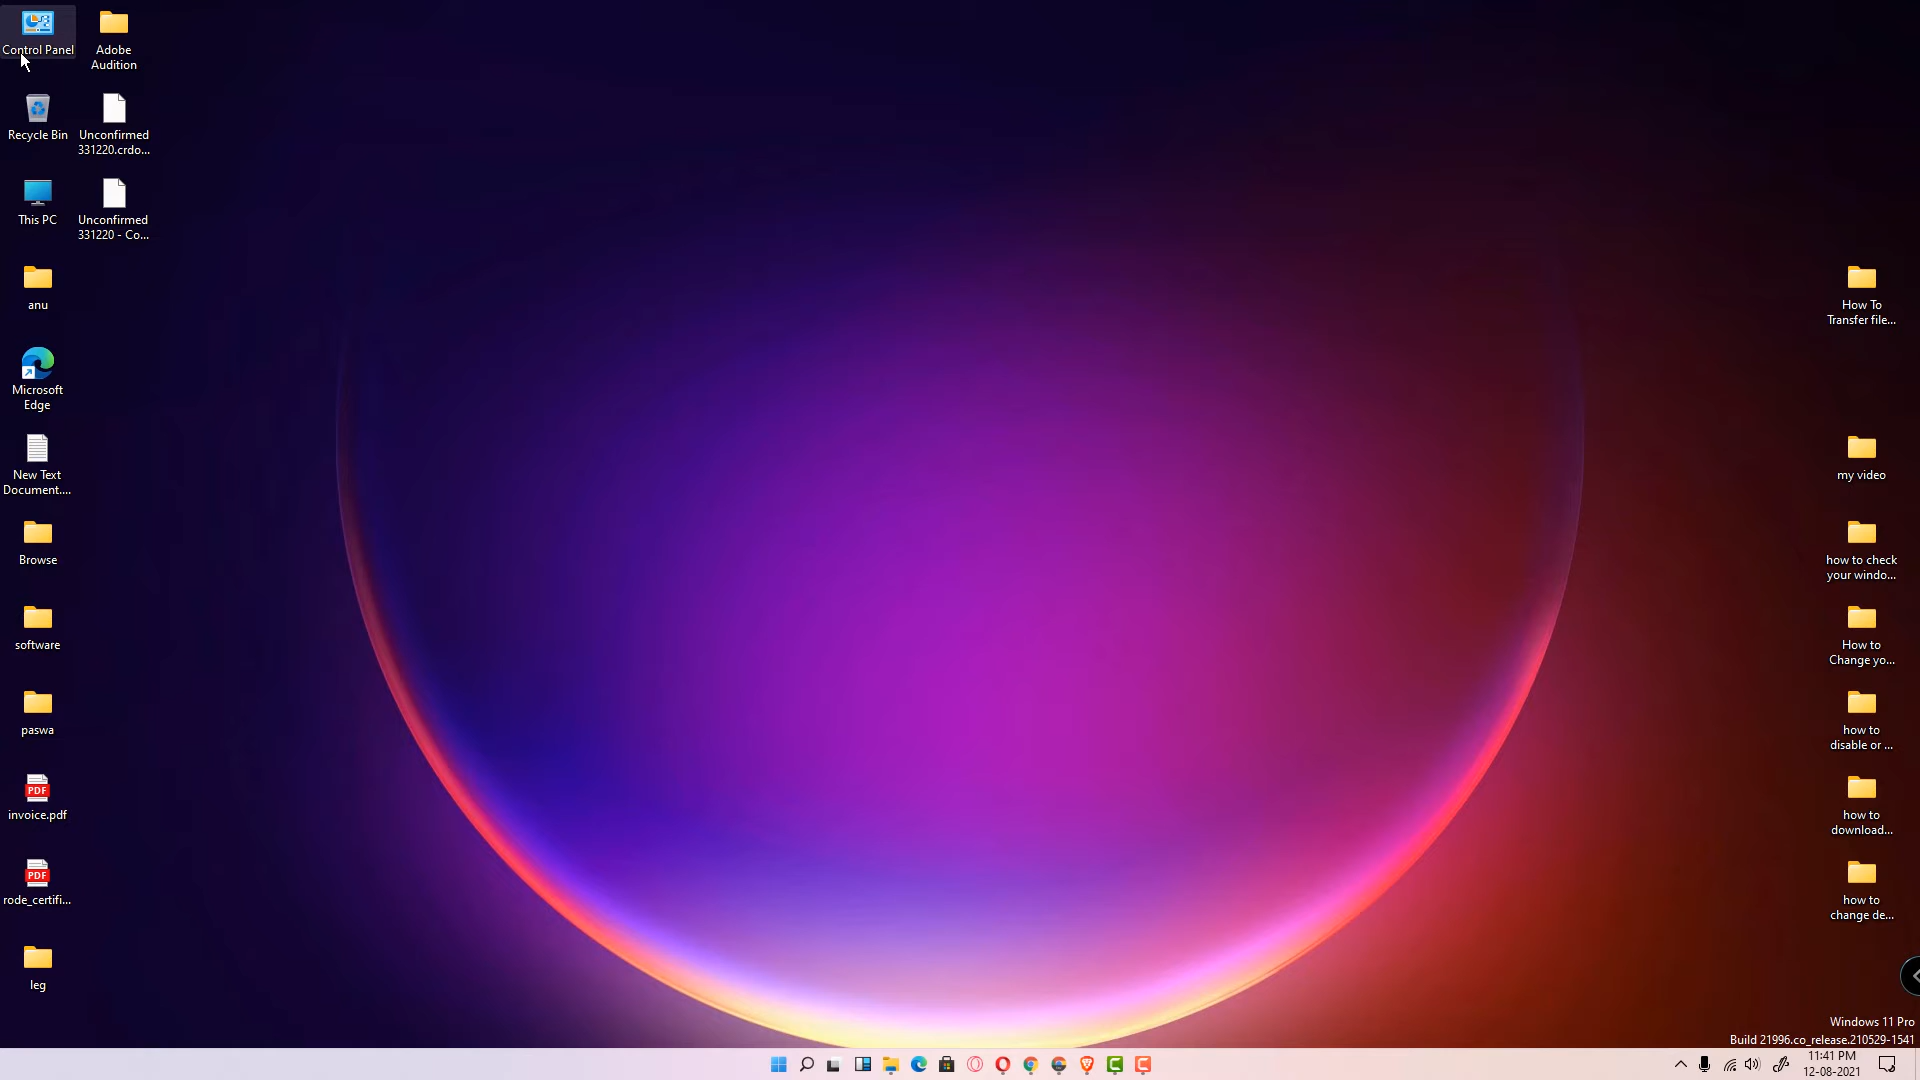 Control Panel
Adobe
Audition
Recycle Bin
Unconfirmed
331220.crdo...
This PC
Unconfirmed
331220 - Co...
anu
Microsoft
Edge
New Text
Document....
Browse
software
paswa
PDF
invoice.pdf
PDF
rode_certifi...
leg
How To
Transfer file...
my video
how to check
your windo...
How to
Change yo...
how to
disable or ...
how to
download...
how to
change de...
Windows 11 Pro
Build 21996.co_release.210529-1541
11:41 PM
12-08-2021